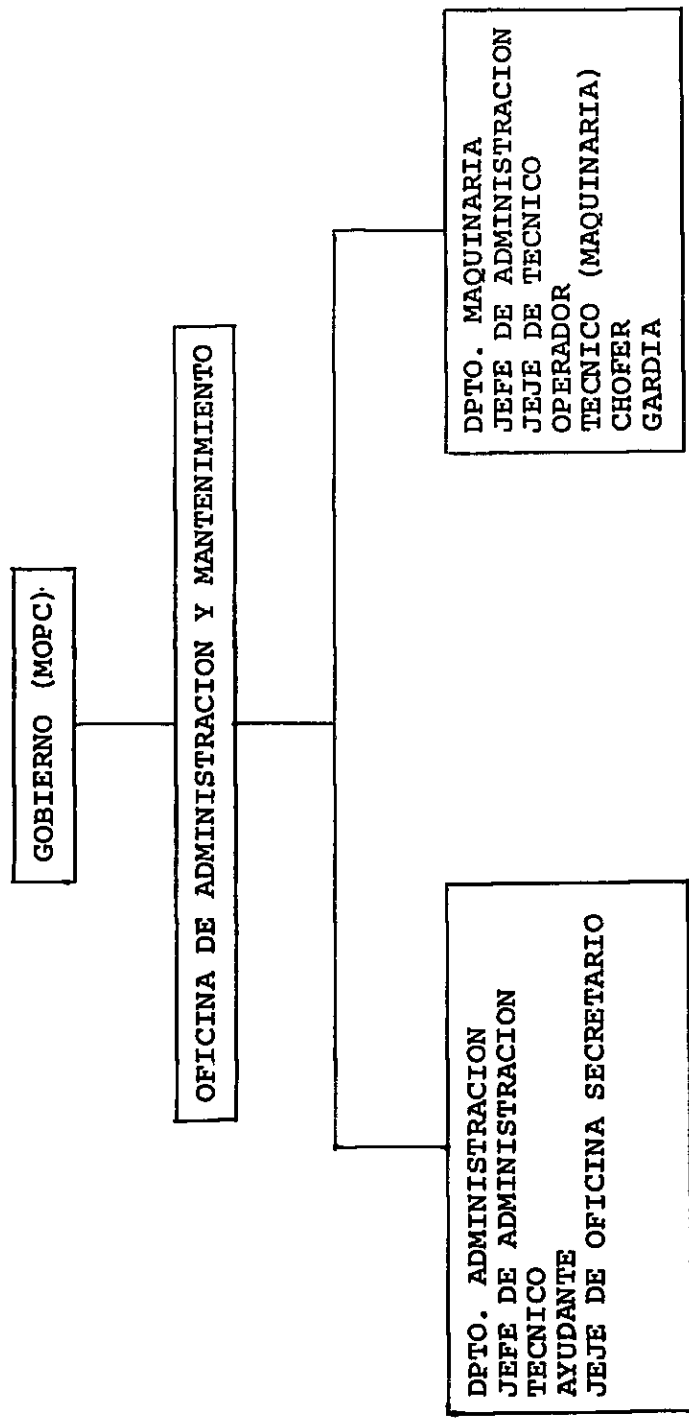 GOBIERNO (MOPC)
OFICINA DE ADMINISTRACION Y MANTENIMIENTO
DPTO. ADMINISTRACION
JEFE DE ADMINISTRACION
TECNICO
AYUDANTE
JEJE DE OFICINA SECRETARIO
DPTO. MAQUINARIA
JEFE DE ADMINISTRACION
JEJE DE TECNICO
OPERADOR
TECNICO (MAQUINARIA)
CHOFER
GARDIA